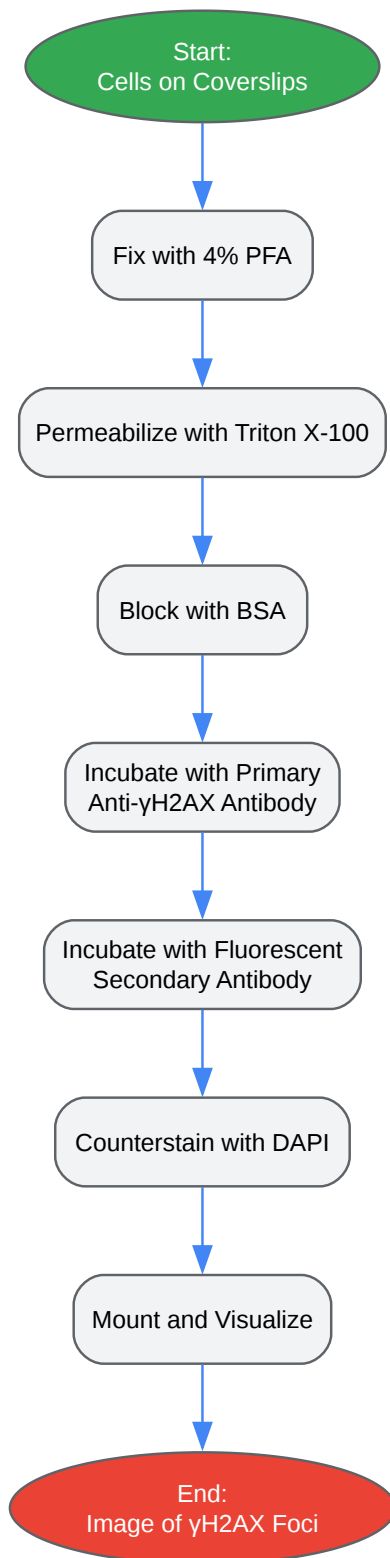 Start:
Cells on Coverslips
Fix with 4% PFA
Permeabilize with Triton X-100
Block with BSA
Incubate with Primary
Anti-γH2AX Antibody
Incubate with Fluorescent
Secondary Antibody
Counterstain with DAPI
Mount and Visualize
End:
Image of γH2AX Foci